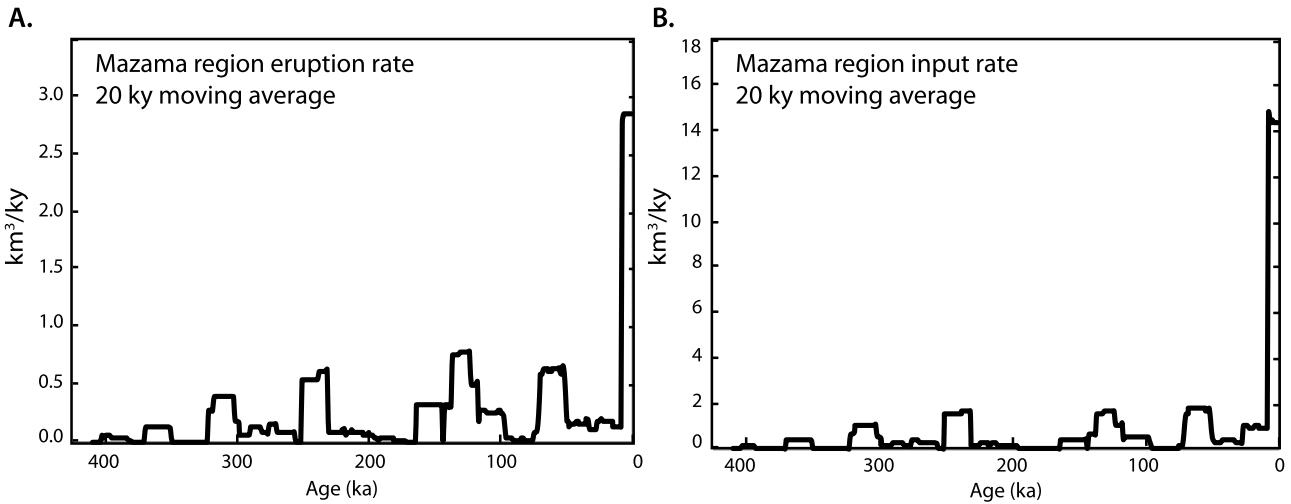 A.
Mazama region eruption rate
20 ky moving average
km³/ky
3.0
2.5
2.0
1.5
1.0
0.5
0.0
400 300 200 100 0
Age (ka)
B.
Mazama region input rate
20 ky moving average
km³/ky
18
16
14
12
10
8
6
4
2
0
400 300 200 100 0
Age (ka)